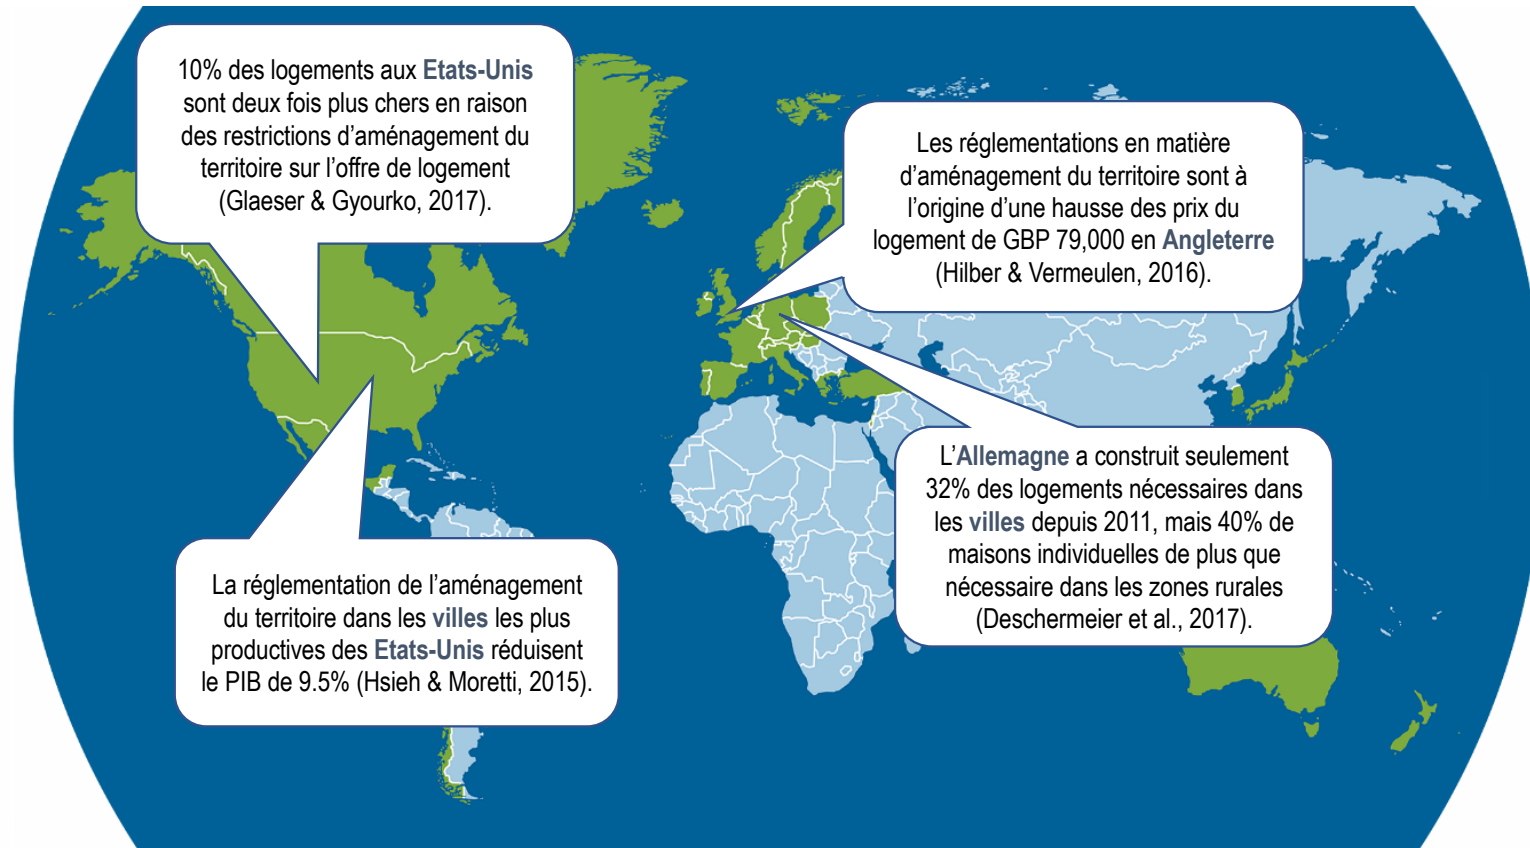 10% des logements aux Etats-Unis
sont deux fois plus chers en raison
des restrictions d’aménagement du
territoire sur l’offre de logement
(Glaeser & Gyourko, 2017).
Les réglementations en matière
d’aménagement du territoire sont à
l’origine d’une hausse des prix du
logement de GBP 79,000 en Angleterre
(Hilber & Vermeulen, 2016).
L’Allemagne a construit seulement
32% des logements nécessaires dans
les villes depuis 2011, mais 40% de
maisons individuelles de plus que
nécessaire dans les zones rurales
(Deschermeier et al., 2017).
La réglementation de l’aménagement
du territoire dans les villes les plus
productives des Etats-Unis réduisent
le PIB de 9.5% (Hsieh & Moretti, 2015).